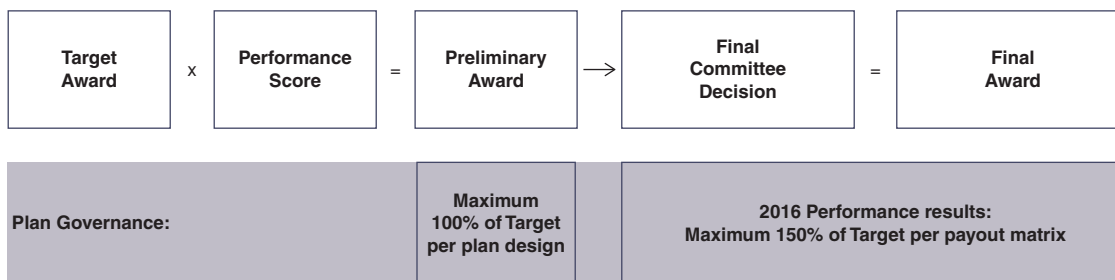 Target
Award
x
Performance
Score
=
Preliminary
Award
→
Final
Committee
Decision
=
Final
Award
Plan Governance:
Maximum
100% of Target
per plan design
2016 Performance results:
Maximum 150% of Target per payout matrix